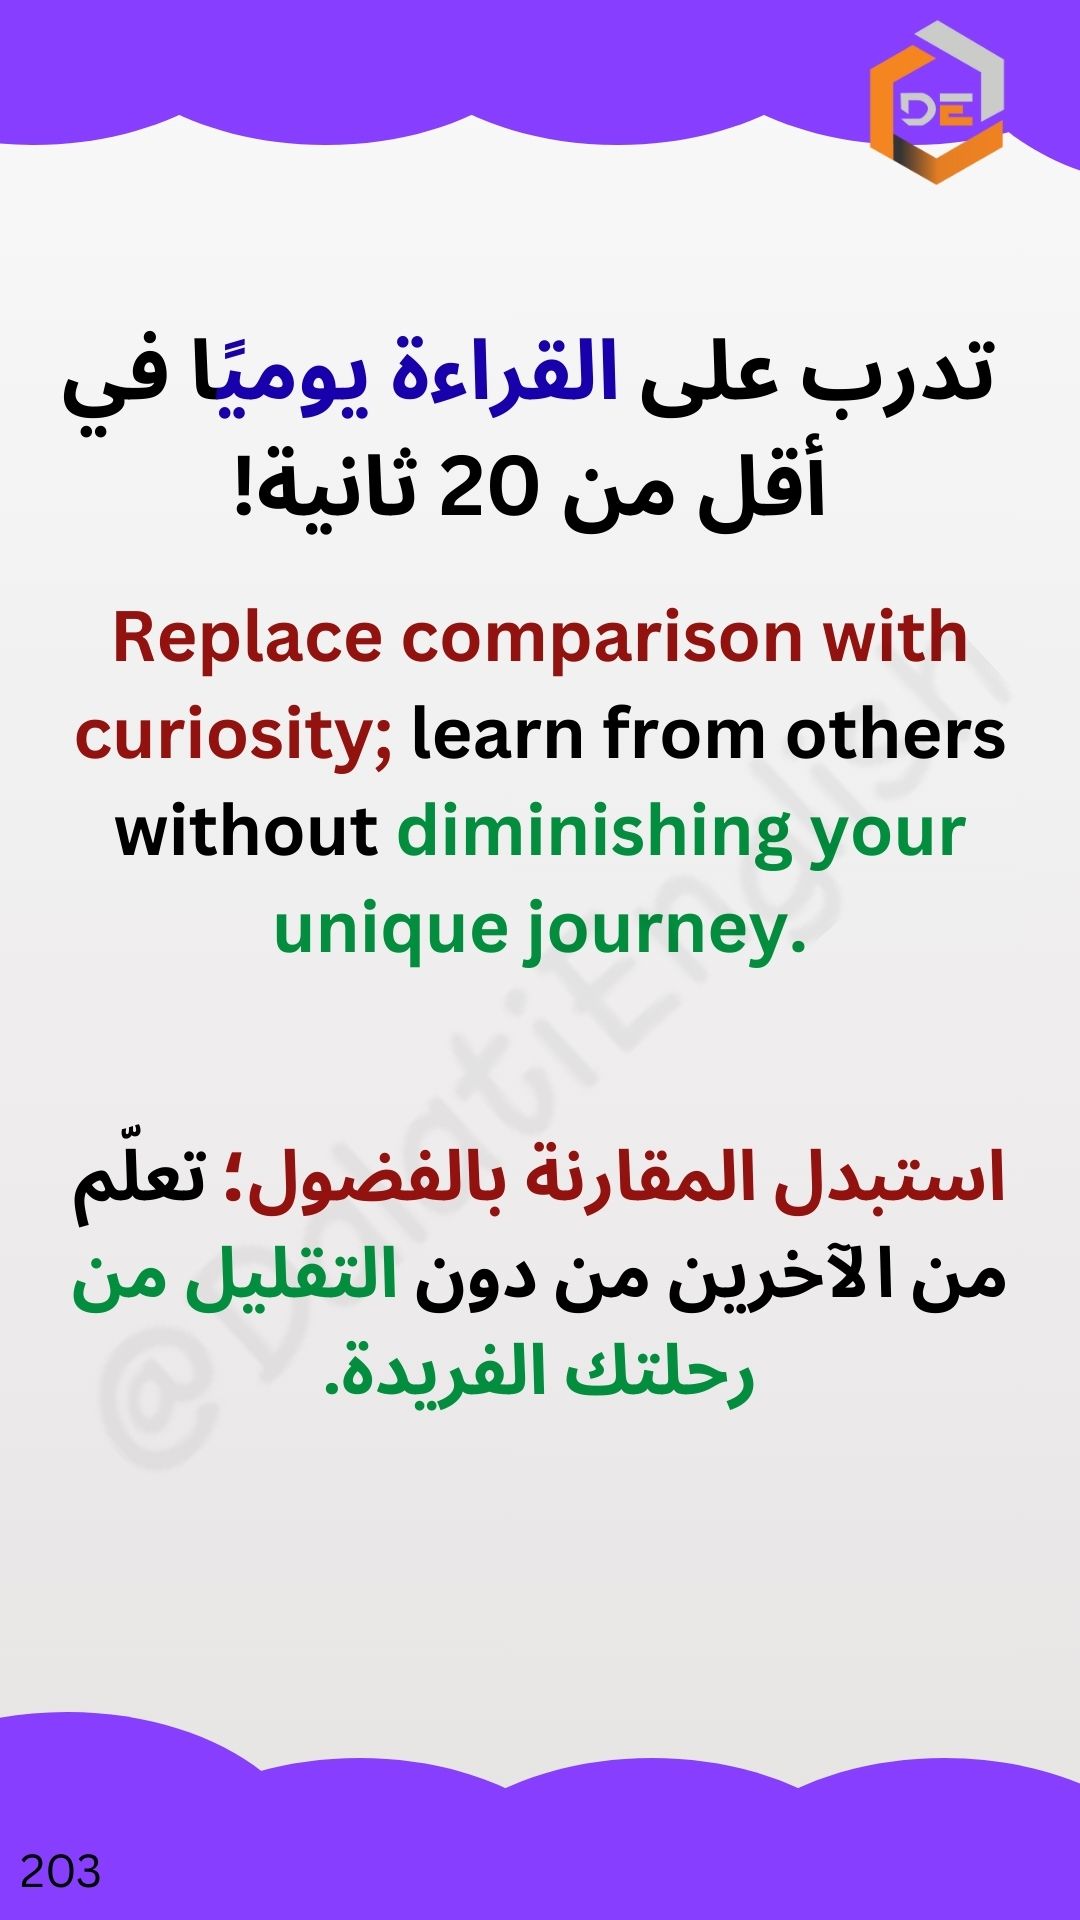 DE
تدرب على القراءة يوميًا في
أقل من 20 ثانية!
Replace comparison with
curiosity; learn from others
without diminishing your
unique journey.
استبدل المقارنة بالفضول؛ تعلّم
من الآخرين من دون التقليل من
رحلتك الفريدة.
@DalatiEnglish
203